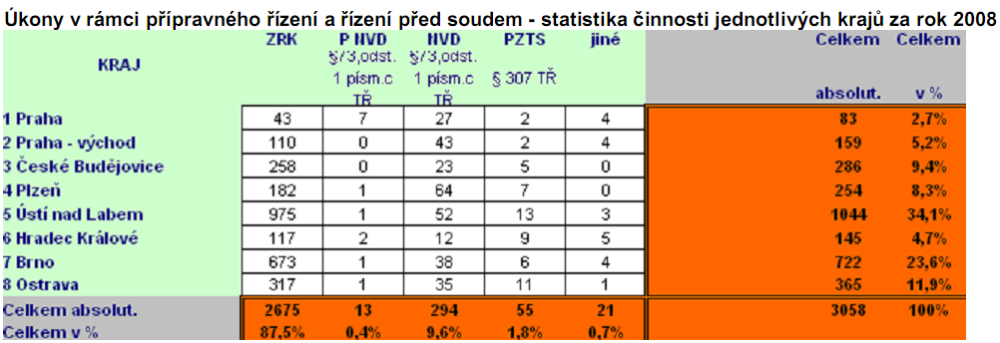 Úkony v rámci přípravného řízení a řízení před soudem - statistika činnosti jednotlivých krajů za rok 2008
KRAJ ZRK P NVD §73,odst. 1 písm.c TŘ NVD §73,odst. 1 písm.c TŘ PZTS § 307 TŘ jiné Celkem absolut. Celkem v %
1 Praha 43 7 27 2 4 83 2,7%
2 Praha - východ 110 0 43 2 4 159 5,2%
3 České Budějovice 258 0 23 5 0 286 9,4%
4 Plzeň 182 1 64 7 0 254 8,3%
5 Ústí nad Labem 975 1 52 13 3 1044 34,1%
6 Hradec Králové 117 2 12 9 5 145 4,7%
7 Brno 673 1 38 6 4 722 23,6%
8 Ostrava 317 1 35 11 1 365 11,9%
Celkem absolut. 2675 13 294 55 21 3058 100%
Celkem v % 87,5% 0,4% 9,6% 1,8% 0,7%